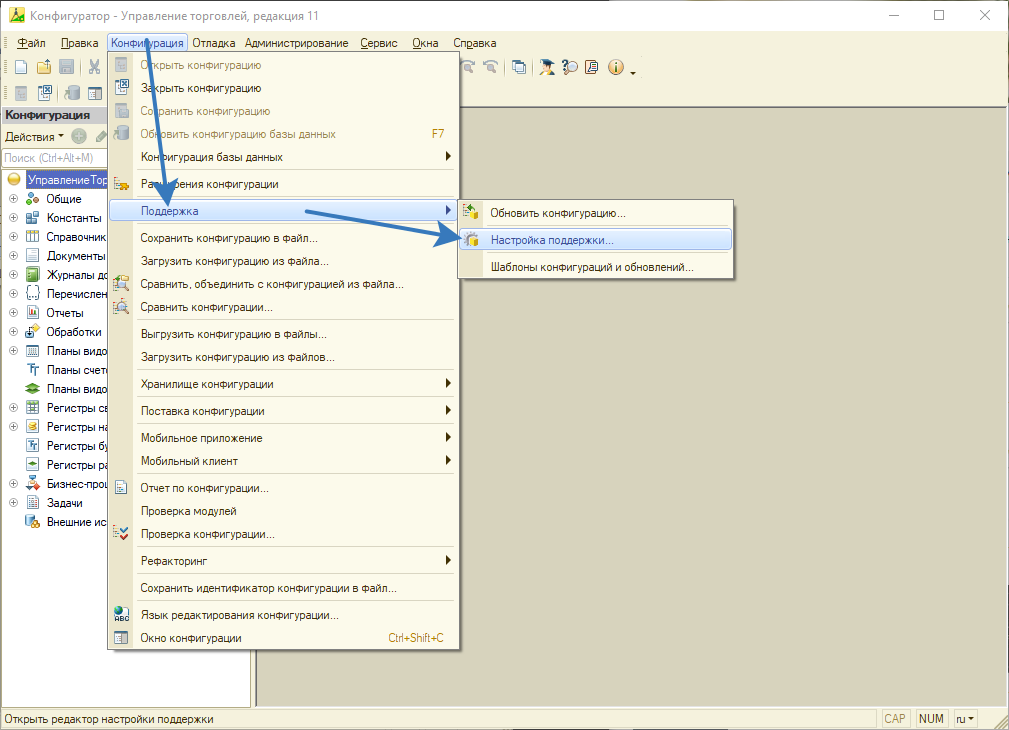 Конфигуратор - Управление торговлей, редакция 11
Файл Правка Конфигурация Отладка Администрирование Сервис Окна Справка
Конфигурация
Действия
Поиск (Ctrl+Alt+M)
УправлениеТор
Общие
Константы
Справочник
Документы
Журналы до
Перечислен
Отчеты
Обработки
Планы видо
Планы счето
Планы видо
Регистры св
Регистры на
Регистры бу
Регистры ра
Бизнес-проц
Задачи
Внешние ис
Открыть конфигурацию
Закрыть конфигурацию
Сохранить конфигурацию
Обновить конфигурацию базы данных F7
Конфигурация базы данных
Расширения конфигурации
Поддержка
Сохранить конфигурацию в файл...
Загрузить конфигурацию из файла...
Сравнить, объединить с конфигурацией из файла...
Сравнить конфигурации...
Выгрузить конфигурацию в файлы...
Загрузить конфигурацию из файлов...
Хранилище конфигурации
Поставка конфигурации
Мобильное приложение
Мобильный клиент
Отчет по конфигурации...
Проверка модулей
Проверка конфигурации...
Рефакторинг
Сохранить идентификатор конфигурации в файл...
Язык редактирования конфигурации...
Окно конфигурации Ctrl+Shift+C
Обновить конфигурацию...
Настройка поддержки...
Шаблоны конфигураций и обновлений...
Открыть редактор настройки поддержки
CAP NUM ru